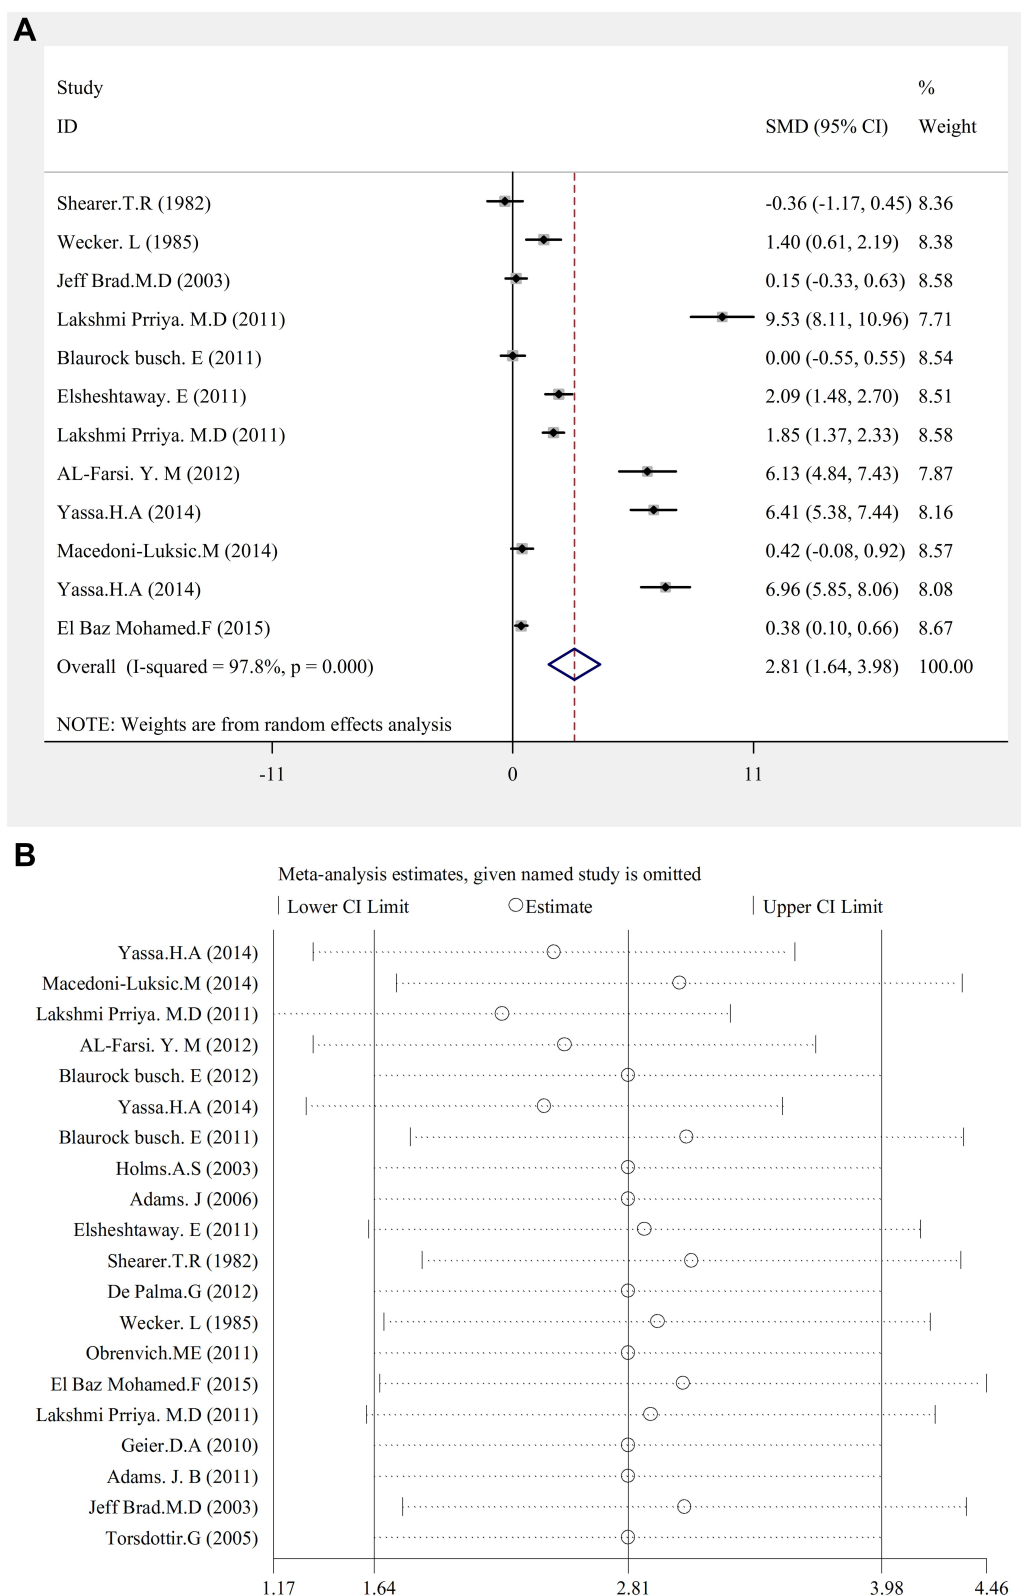 A
Study %
ID SMD (95% CI) Weight
Shearer.T.R (1982) -0.36 (-1.17, 0.45) 8.36
Wecker. L (1985) 1.40 (0.61, 2.19) 8.38
Jeff Brad.M.D (2003) 0.15 (-0.33, 0.63) 8.58
Lakshmi Prriya. M.D (2011) 9.53 (8.11, 10.96) 7.71
Blaurock busch. E (2011) 0.00 (-0.55, 0.55) 8.54
Elsheshtaway. E (2011) 2.09 (1.48, 2.70) 8.51
Lakshmi Prriya. M.D (2011) 1.85 (1.37, 2.33) 8.58
AL-Farsi. Y. M (2012) 6.13 (4.84, 7.43) 7.87
Yassa.H.A (2014) 6.41 (5.38, 7.44) 8.16
Macedoni-Luksic.M (2014) 0.42 (-0.08, 0.92) 8.57
Yassa.H.A (2014) 6.96 (5.85, 8.06) 8.08
El Baz Mohamed.F (2015) 0.38 (0.10, 0.66) 8.67
Overall (I-squared = 97.8%, p = 0.000) 2.81 (1.64, 3.98) 100.00
NOTE: Weights are from random effects analysis
-11 0 11
B
Meta-analysis estimates, given named study is omitted
Lower CI Limit Estimate Upper CI Limit
Yassa.H.A (2014)
Macedoni-Luksic.M (2014)
Lakshmi Prriya. M.D (2011)
AL-Farsi. Y. M (2012)
Blaurock busch. E (2012)
Yassa.H.A (2014)
Blaurock busch. E (2011)
Holms.A.S (2003)
Adams. J (2006)
Elsheshtaway. E (2011)
Shearer.T.R (1982)
De Palma.G (2012)
Wecker. L (1985)
Obrenvich.ME (2011)
El Baz Mohamed.F (2015)
Lakshmi Prriya. M.D (2011)
Geier.D.A (2010)
Adams. J. B (2011)
Jeff Brad.M.D (2003)
Torsdottir.G (2005)
1.17 1.64 2.81 3.98 4.46